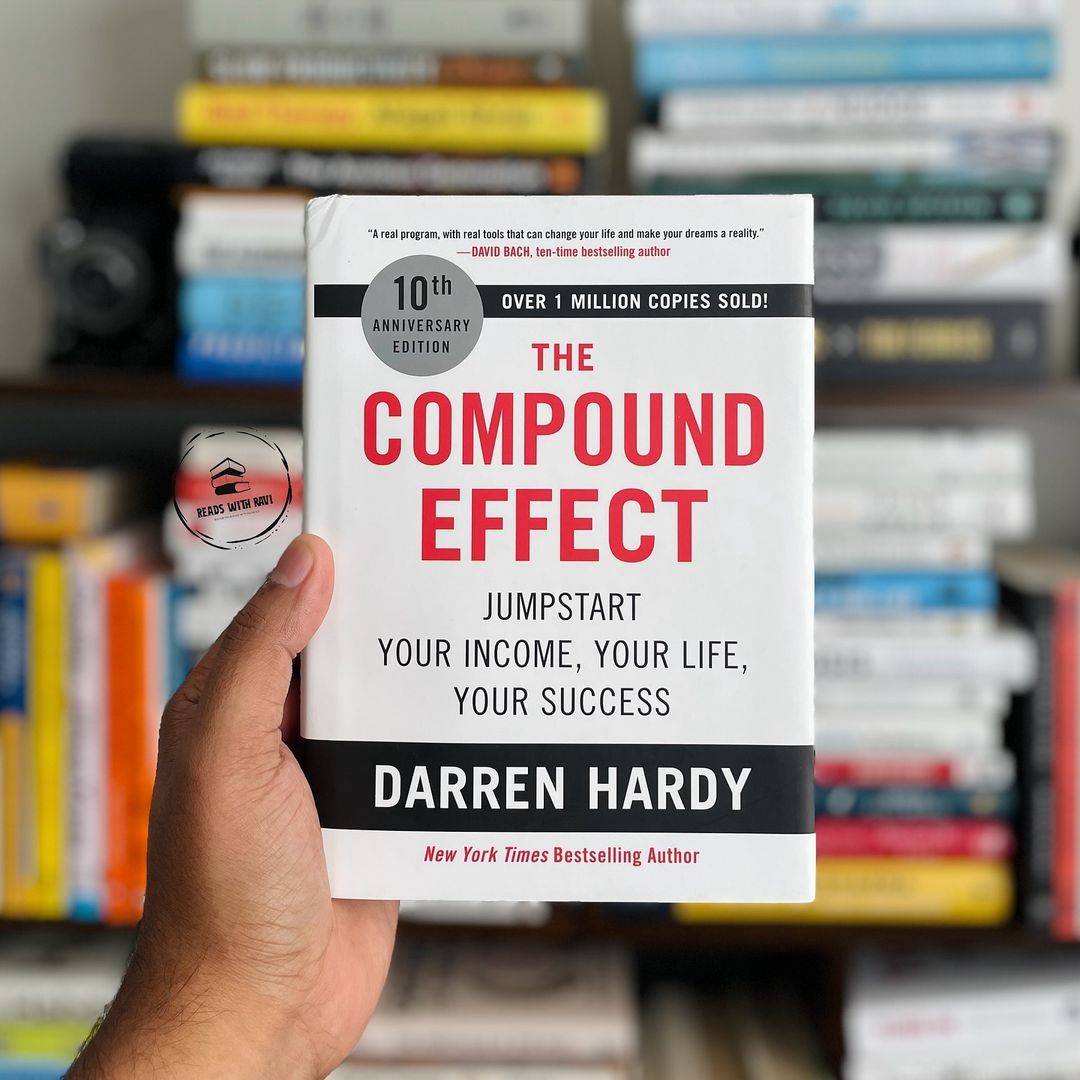 “A real program, with real tools that can change your life and make your dreams a reality.”
—DAVID BACH, ten-time bestselling author
10th
ANNIVERSARY
EDITION
OVER 1 MILLION COPIES SOLD!
THE
COMPOUND
EFFECT
JUMPSTART
YOUR INCOME, YOUR LIFE,
YOUR SUCCESS
DARREN HARDY
New York Times Bestselling Author
READS WITH RAVI